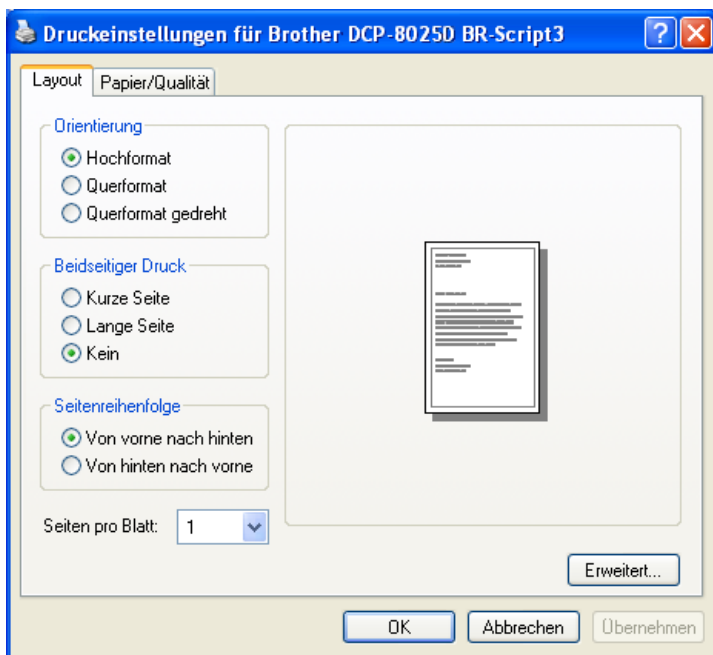 Druckeinstellungen für Brother DCP-8025D BR-Script3
Layout
Papier/Qualität
Orientierung
Hochformat
Querformat
Querformat gedreht
Beidseitiger Druck
Kurze Seite
Lange Seite
Kein
Seitenreihenfolge
Von vorne nach hinten
Von hinten nach vorne
Seiten pro Blatt: 1
Erweitert...
OK
Abbrechen
Übernehmen